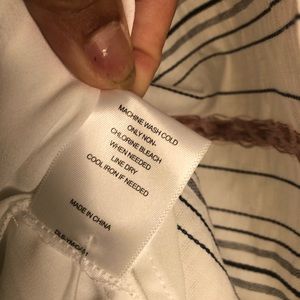 MACHINE WASH COLD
ONLY NON-
CHLORINE BLEACH
WHEN NEEDED
LINE DRY
COOL IRON IF NEEDED
MADE IN CHINA